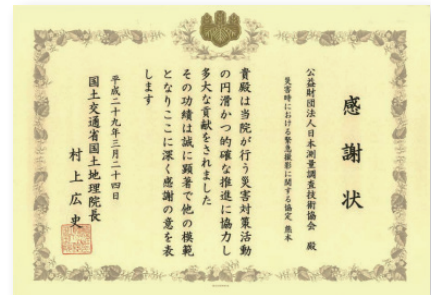 感謝状
公益財団法人日本測量調査技術協会 殿
災害時における緊急撮影に関する協定 熊本
貴殿は当院が行う災害対策活動
の円滑かつ的確な推進に協力し
多大な貢献をされました
その功績は誠に顕著で他の模範
となりここに深く感謝の意を表
します
平成二十九年三月二十四日
国土交通省国土地理院長
村上広史